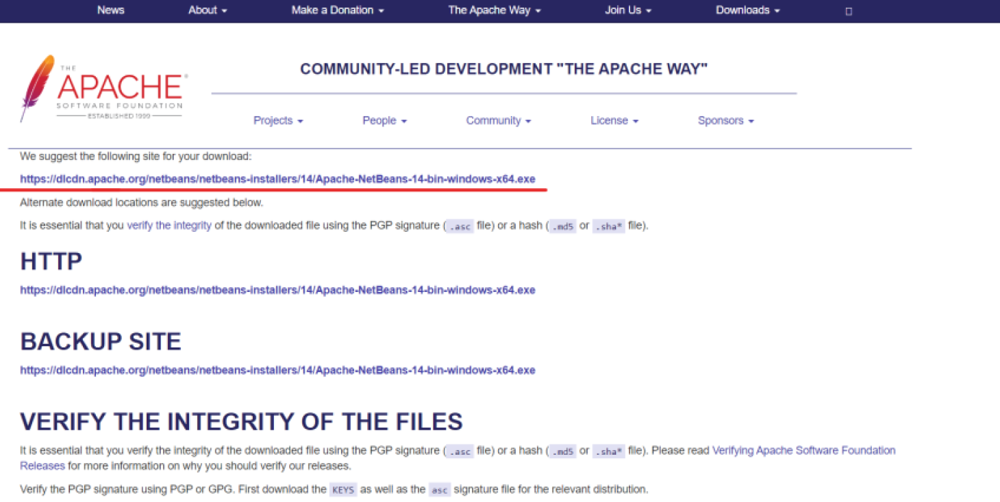 News About Make a Donation The Apache Way Join Us Downloads
COMMUNITY-LED DEVELOPMENT "THE APACHE WAY"
THE
APACHE®
SOFTWARE FOUNDATION
ESTABLISHED 1999
Projects People Community License Sponsors
We suggest the following site for your download:
https://dlcdn.apache.org/netbeans/netbeans-installers/14/Apache-NetBeans-14-bin-windows-x64.exe
Alternate download locations are suggested below.
It is essential that you verify the integrity of the downloaded file using the PGP signature ( .asc file) or a hash ( .md5 or .sha* file).
HTTP
https://dlcdn.apache.org/netbeans/netbeans-installers/14/Apache-NetBeans-14-bin-windows-x64.exe
BACKUP SITE
https://dlcdn.apache.org/netbeans/netbeans-installers/14/Apache-NetBeans-14-bin-windows-x64.exe
VERIFY THE INTEGRITY OF THE FILES
It is essential that you verify the integrity of the downloaded file using the PGP signature ( .asc file) or a hash ( .md5 or .sha* file). Please read Verifying Apache Software Foundation
Releases for more information on why you should verify our releases.
Verify the PGP signature using PGP or GPG. First download the KEYS as well as the asc signature file for the relevant distribution.